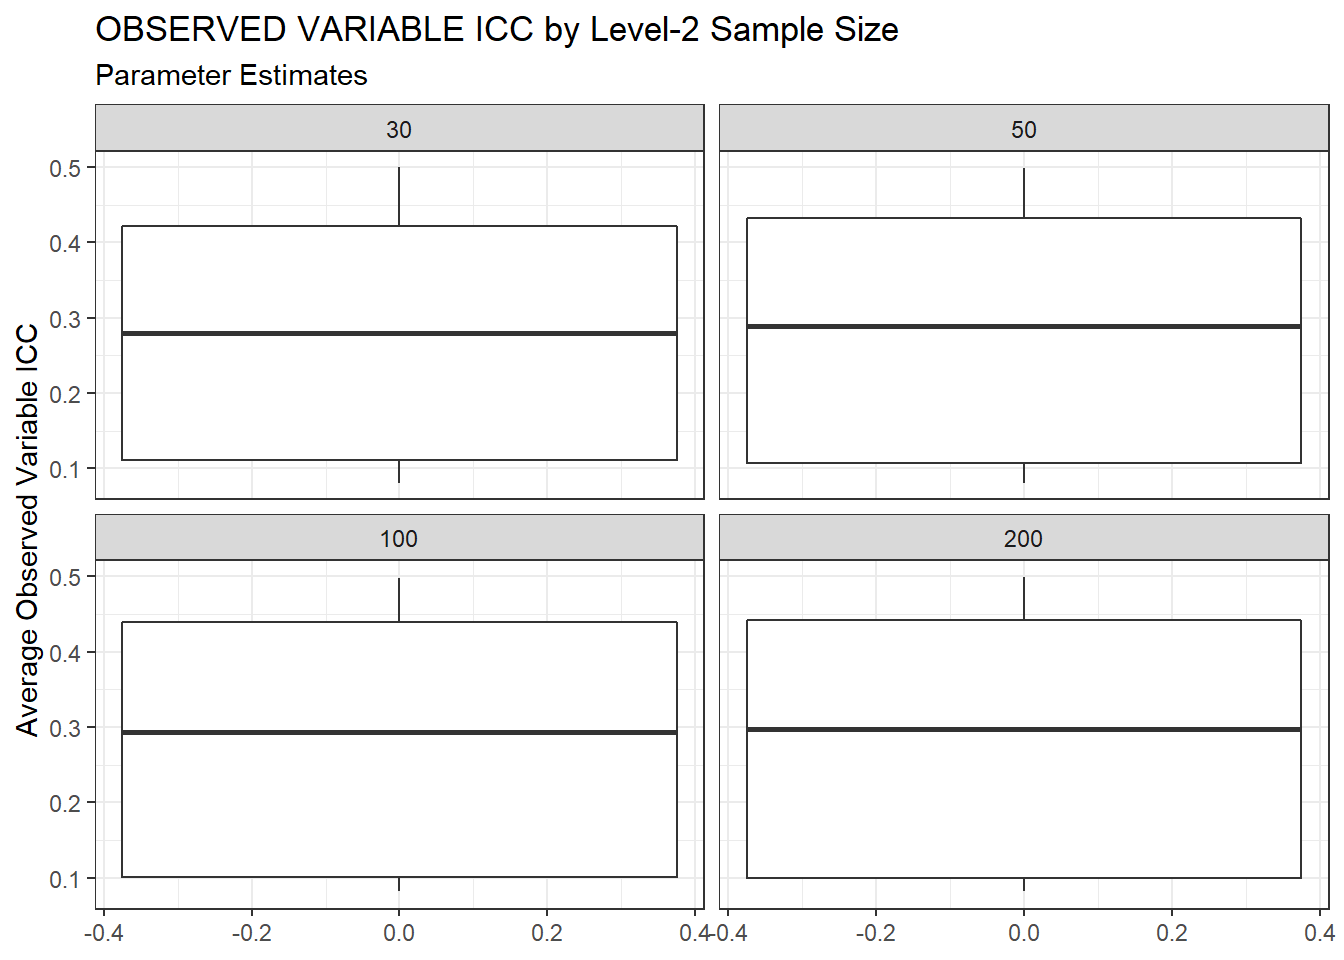 OBSERVED VARIABLE ICC by Level-2 Sample Size
Parameter Estimates
Average Observed Variable ICC
30
50
0.5
0.4
0.3
0.2
0.1
100
200
0.5
0.4
0.3
0.2
0.1
-0.4 -0.2 0.0 0.2 0.4
-0.4 -0.2 0.0 0.2 0.4